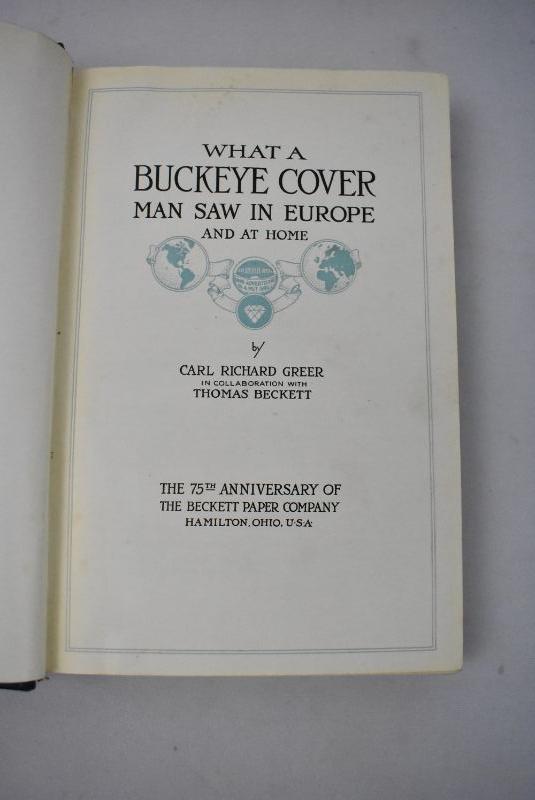 WHAT A
BUCKEYE COVER
MAN SAW IN EUROPE
AND AT HOME
by
CARL RICHARD GREER
IN COLLABORATION WITH
THOMAS BECKETT
THE 75TH ANNIVERSARY OF
THE BECKETT PAPER COMPANY
HAMILTON, OHIO, U·S·A·